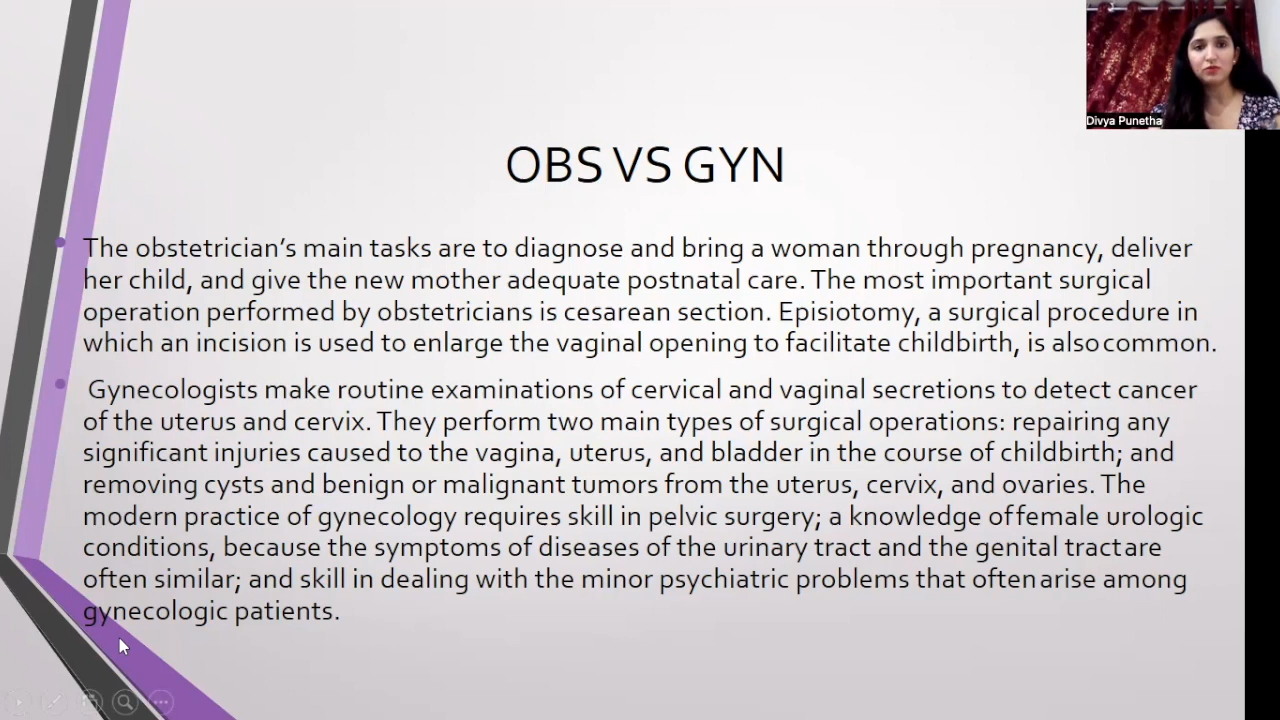 Divya Punetha
OBS VS GYN
The obstetrician's main tasks are to diagnose and bring a woman through pregnancy, deliver
her child, and give the new mother adequate postnatal care. The most important surgical
operation performed by obstetricians is cesarean section. Episiotomy, a surgical procedure in
which an incision is used to enlarge the vaginal opening to facilitate childbirth, is also common.
Gynecologists make routine examinations of cervical and vaginal secretions to detect cancer
of the uterus and cervix. They perform two main types of surgical operations: repairing any
significant injuries caused to the vagina, uterus, and bladder in the course of childbirth; and
removing cysts and benign or malignant tumors from the uterus, cervix, and ovaries. The
modern practice of gynecology requires skill in pelvic surgery; a knowledge of female urologic
conditions, because the symptoms of diseases of the urinary tract and the genital tract are
often similar; and skill in dealing with the minor psychiatric problems that often arise among
gynecologic patients.